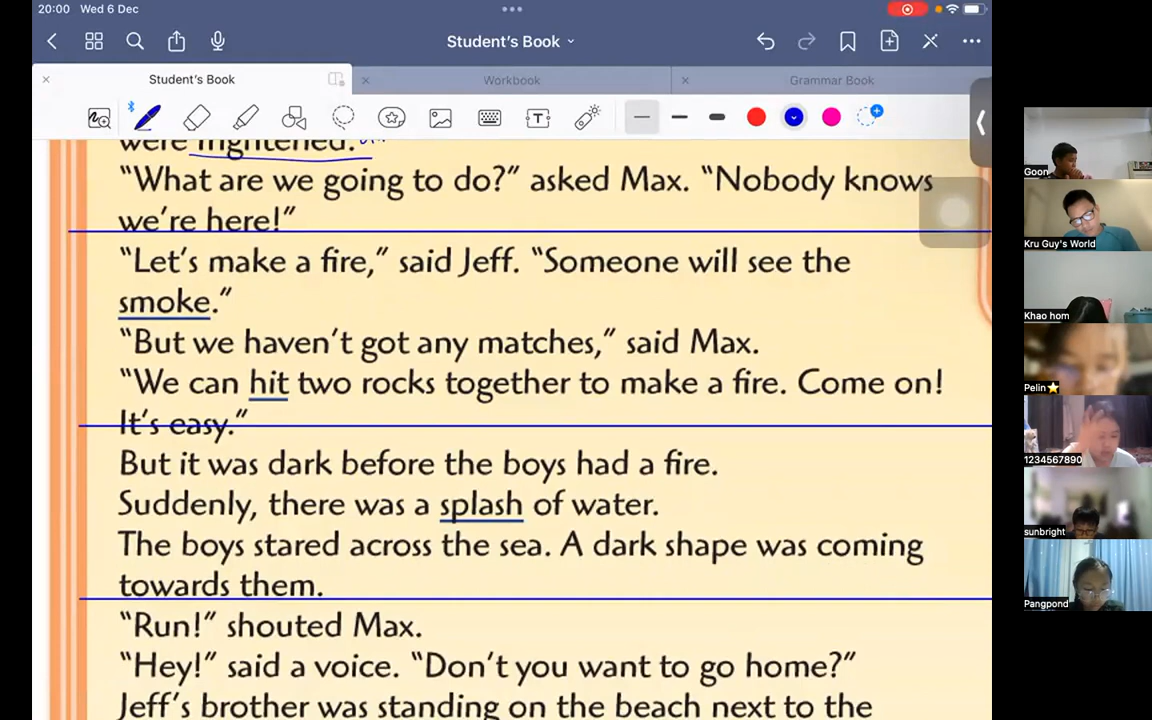 20:00 Wed 6 Dec
Student's Book
Student's Book
Workbook
Grammar Book
were frightened.
“What are we going to do?” asked Max. “Nobody knows
we're here!”
“Let's make a fire,” said Jeff. “Someone will see the
smoke.”
“But we haven't got any matches,” said Max.
“We can hit two rocks together to make a fire. Come on!
It's easy.”
But it was dark before the boys had a fire.
Suddenly, there was a splash of water.
The boys stared across the sea. A dark shape was coming
towards them.
“Run!” shouted Max.
“Hey!” said a voice. “Don't you want to go home?”
Jeff's brother was standing on the beach next to the
Goon
Kru Guy's World
Khao hom
Pelin
1234567890
sunbright
Pangpond